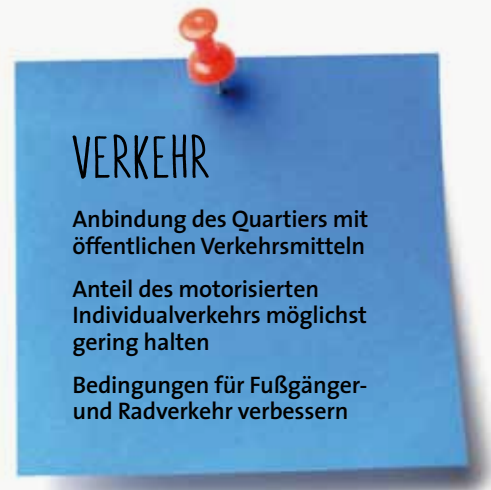 VERKEHR
Anbindung des Quartiers mit
öffentlichen Verkehrsmitteln
Anteil des motorisierten
Individualverkehrs möglichst
gering halten
Bedingungen für Fußgänger-
und Radverkehr verbessern